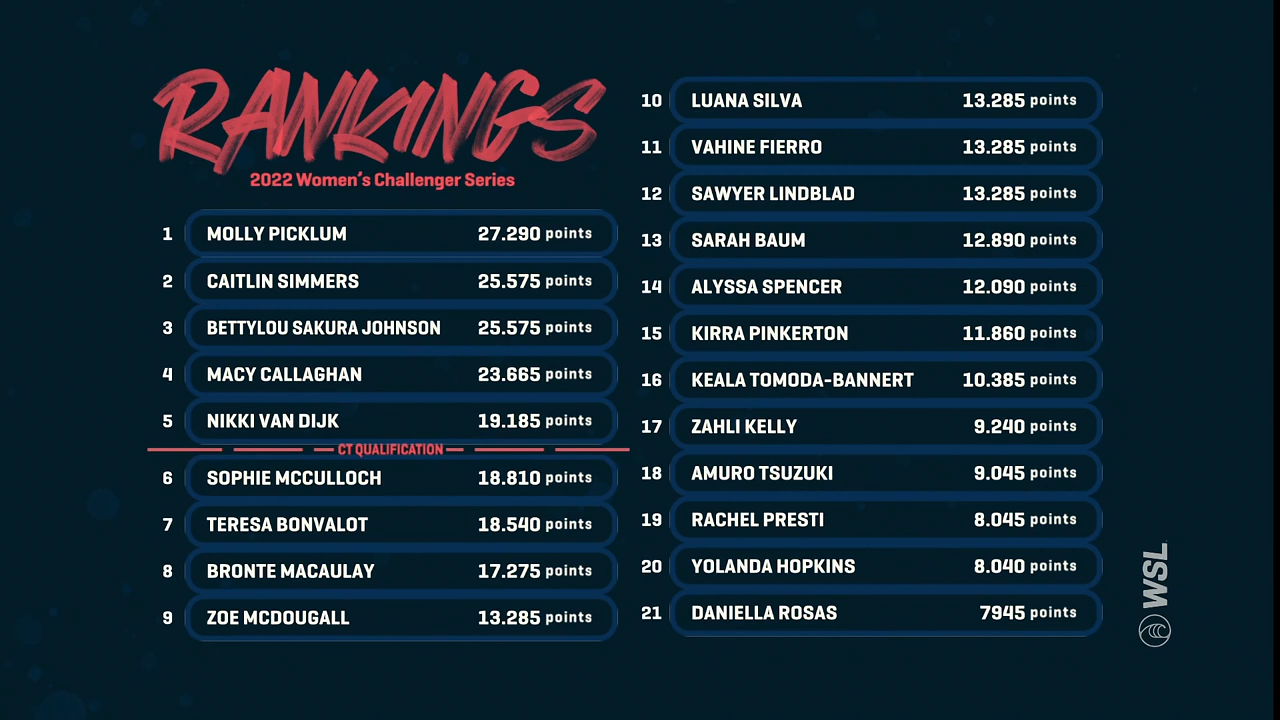 RANKINGS
2022 Women's Challenger Series
1 MOLLY PICKLUM 27.290 points
2 CAITLIN SIMMERS 25.575 points
3 BETTYLOU SAKURA JOHNSON 25.575 points
4 MACY CALLAGHAN 23.665 points
5 NIKKI VAN DIJK 19.185 points
CT QUALIFICATION
6 SOPHIE MCCULLOCH 18.810 points
7 TERESA BONVALOT 18.540 points
8 BRONTE MACAULAY 17.275 points
9 ZOE MCDOUGALL 13.285 points
10 LUANA SILVA 13.285 points
11 VAHINE FIERRO 13.285 points
12 SAWYER LINDBLAD 13.285 points
13 SARAH BAUM 12.890 points
14 ALYSSA SPENCER 12.090 points
15 KIRRA PINKERTON 11.860 points
16 KEALA TOMODA-BANNERT 10.385 points
17 ZAHLI KELLY 9.240 points
18 AMURO TSUZUKI 9.045 points
19 RACHEL PRESTI 8.045 points
20 YOLANDA HOPKINS 8.040 points
21 DANIELLA ROSAS 7945 points
WSL